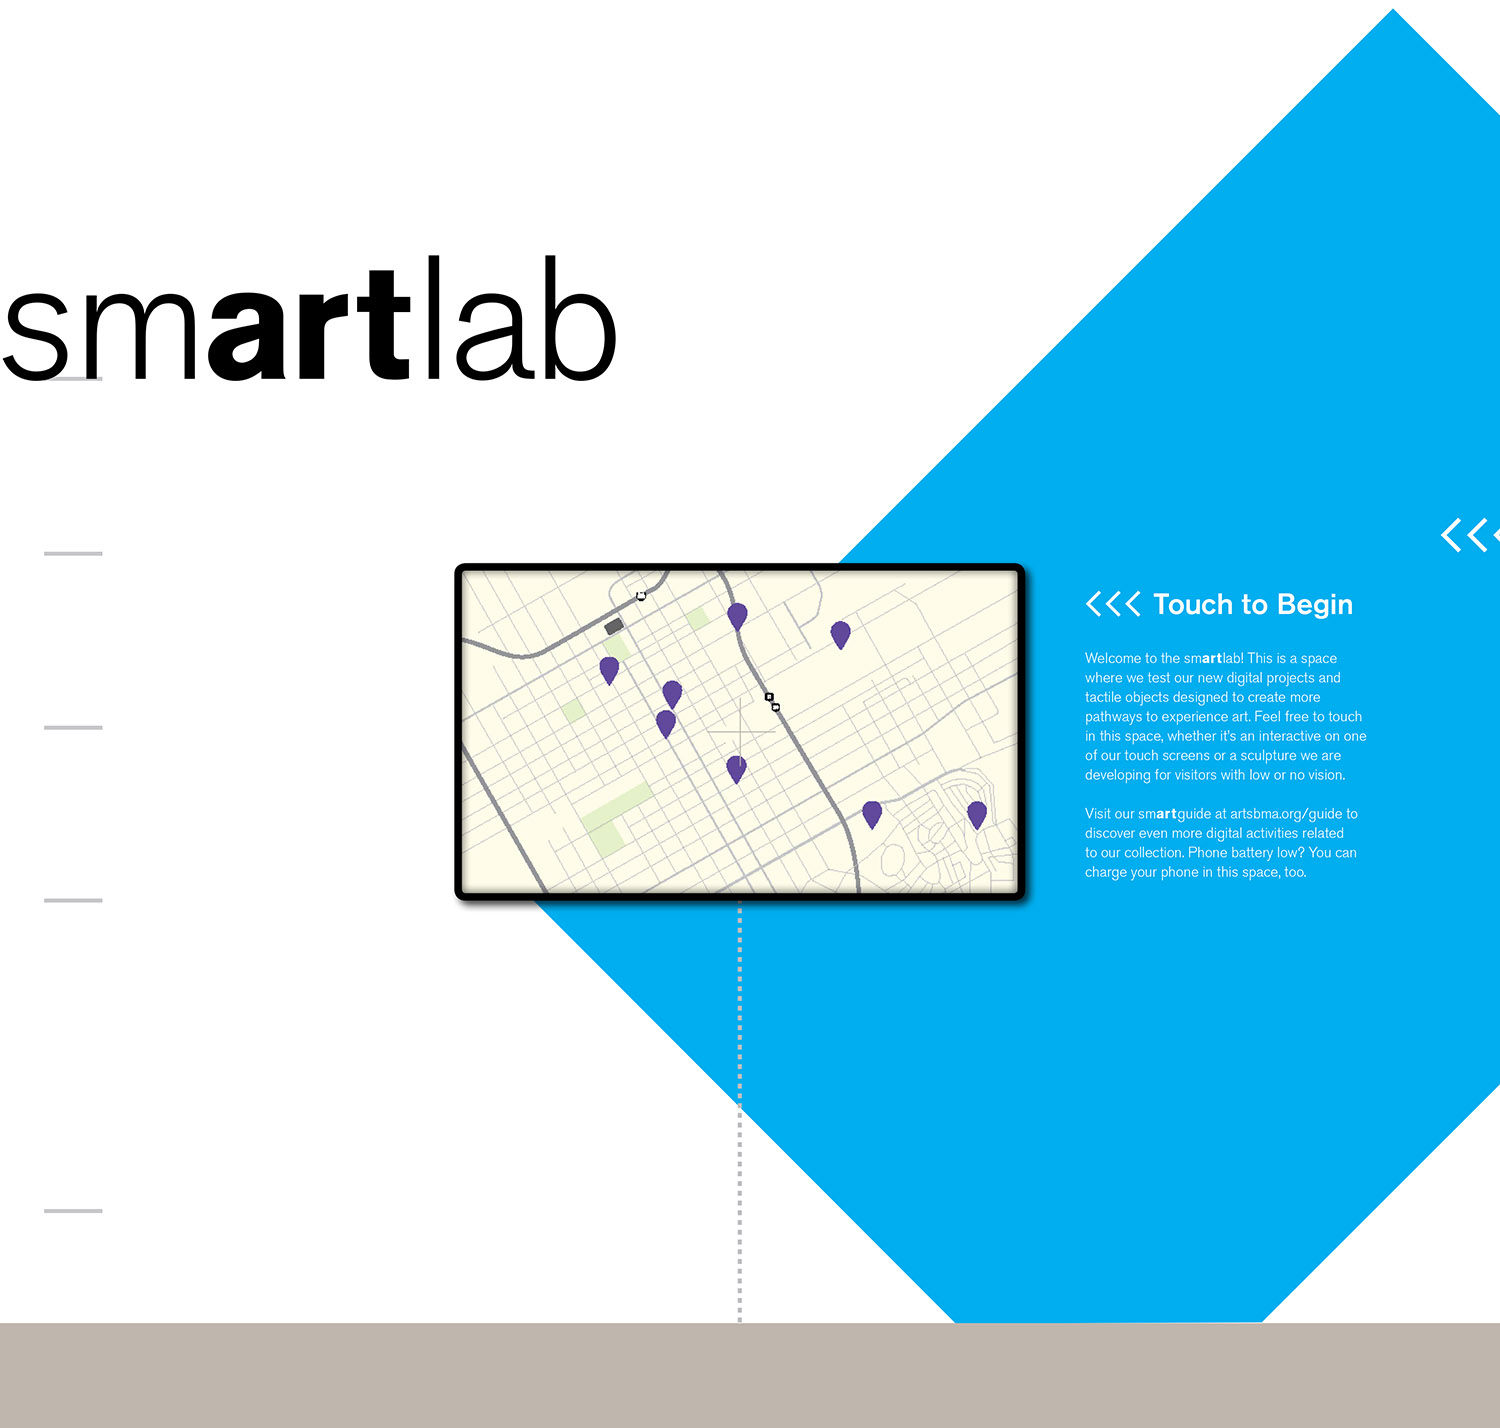 smartlab
<<< Touch to Begin
Welcome to the smartlab! This is a space
where we test our new digital projects and
tactile objects designed to create more
pathways to experience art. Feel free to touch
in this space, whether it's an interactive on one
of our touch screens or a sculpture we are
developing for visitors with low or no vision.
Visit our smartguide at artsbma.org/guide to
discover even more digital activities related
to our collection. Phone battery low? You can
charge your phone in this space, too.